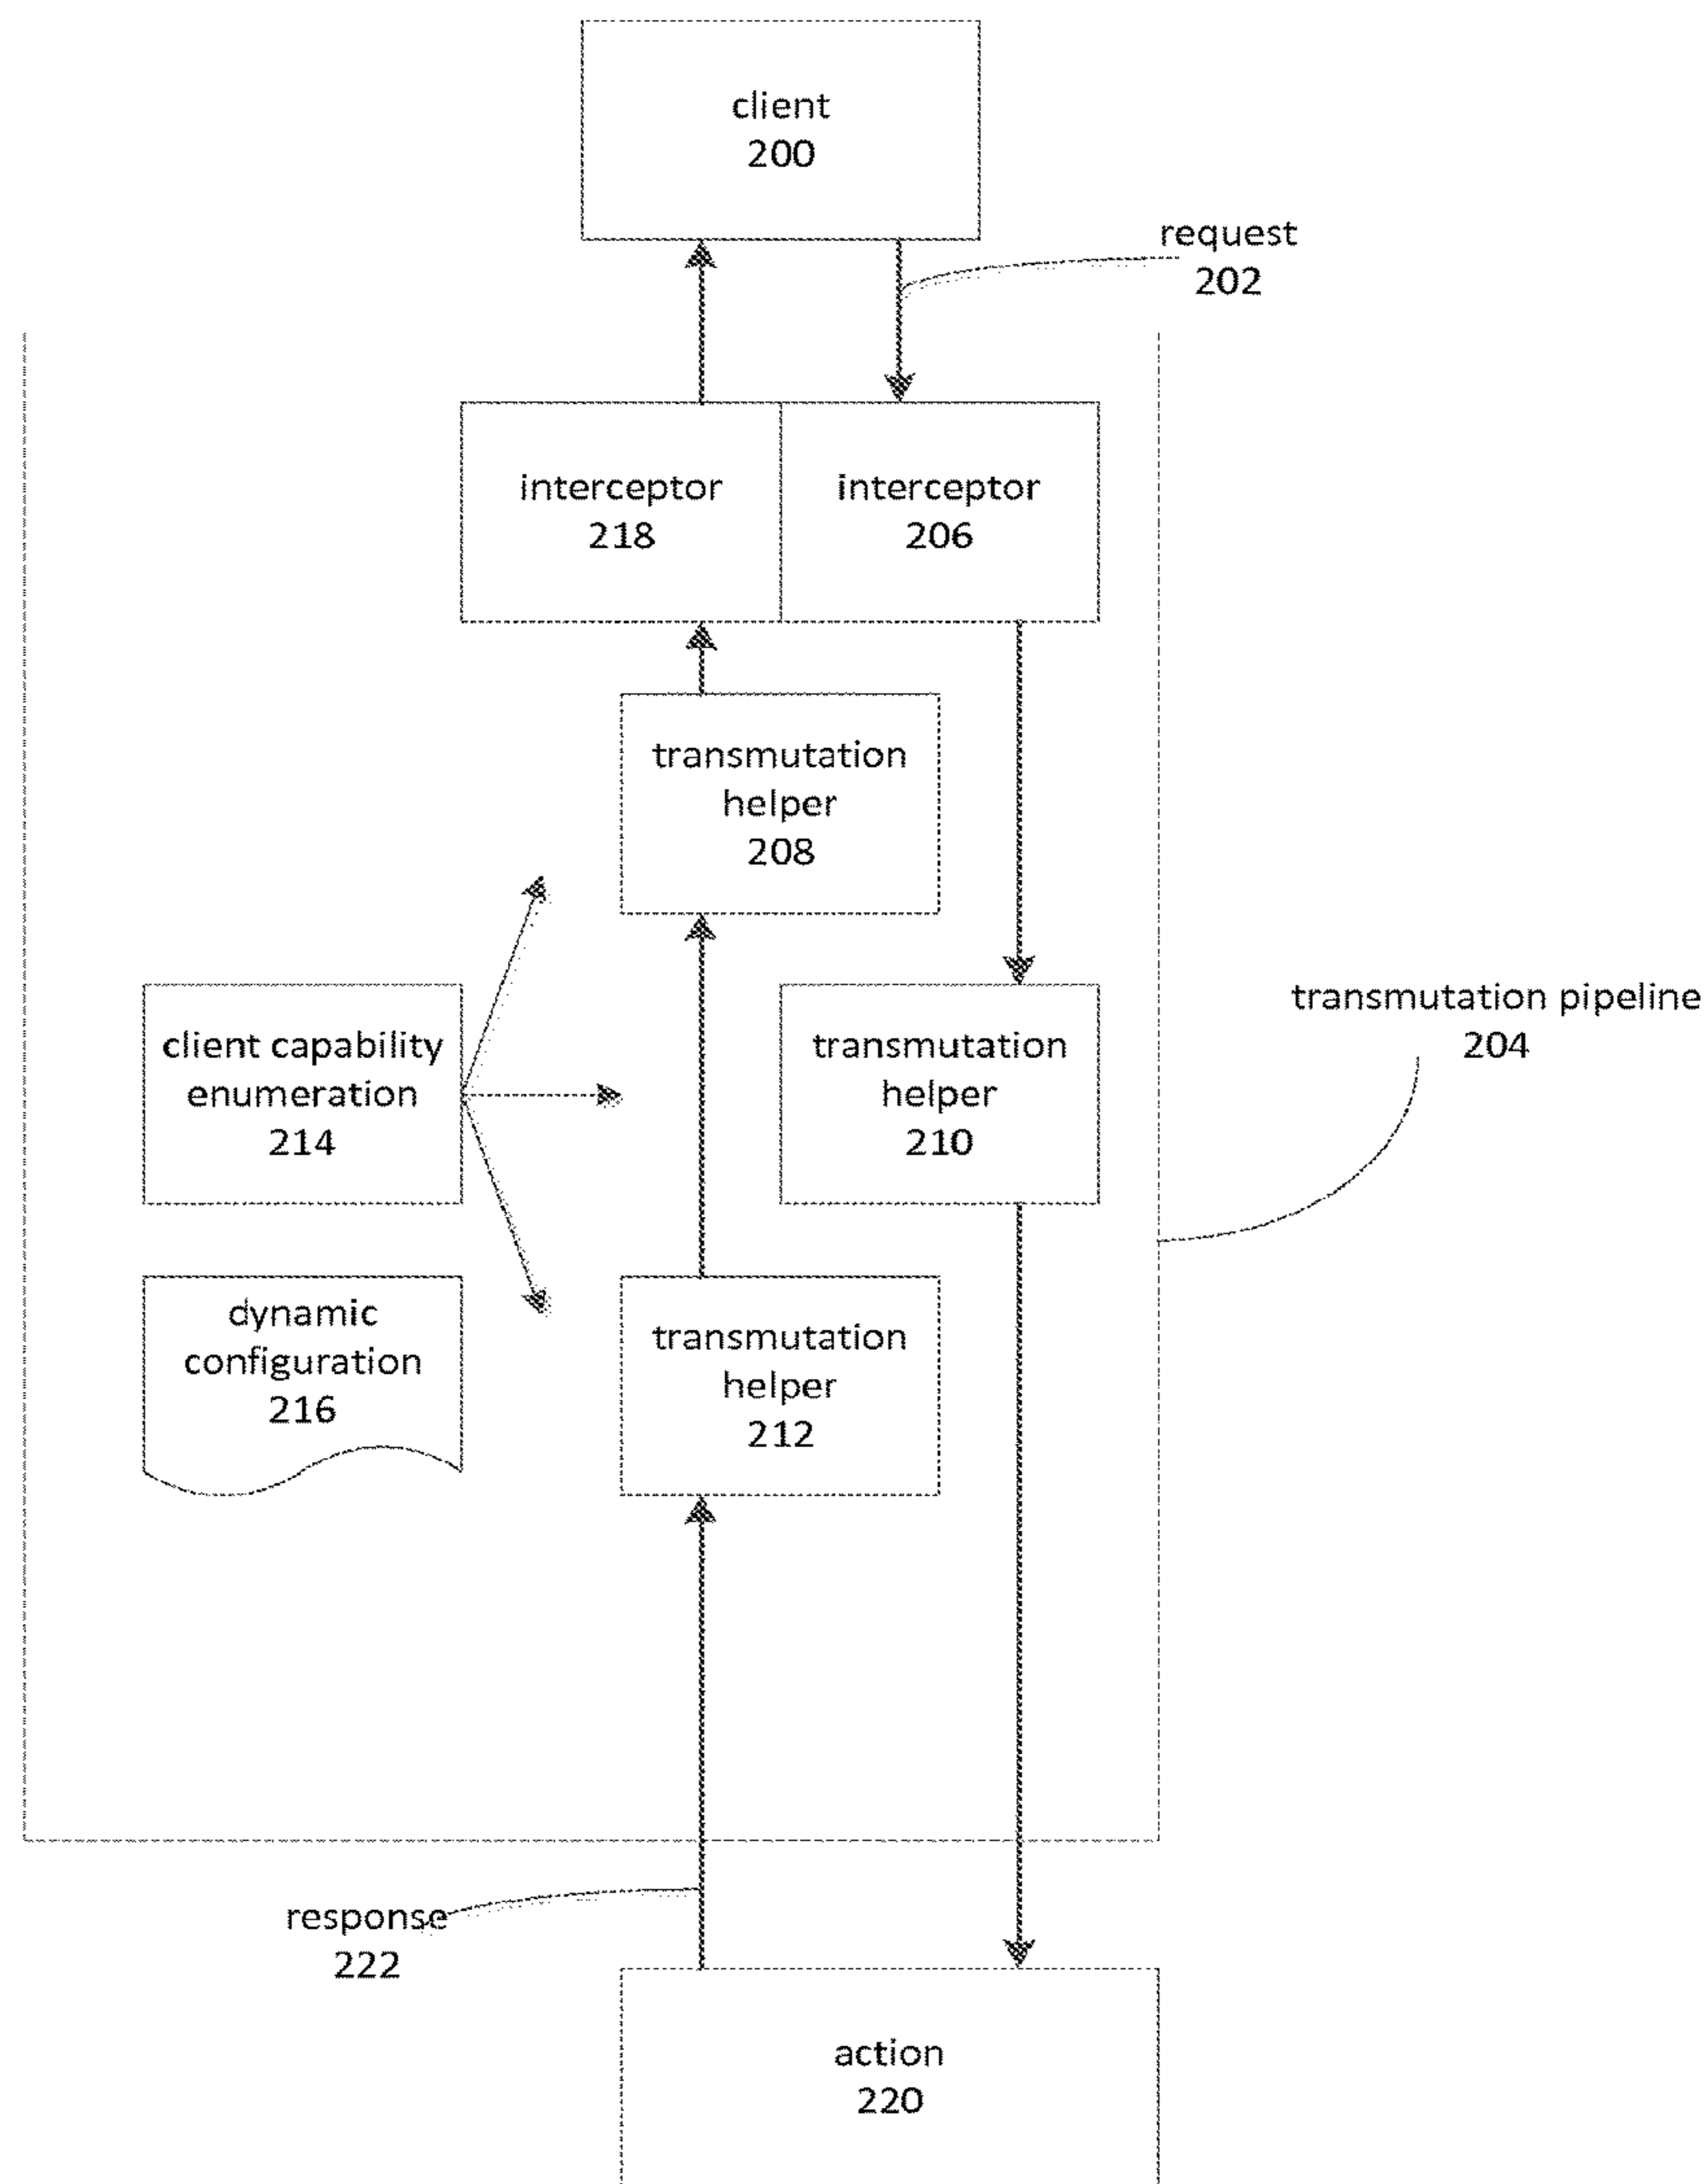 client
200
request
202
interceptor
218
interceptor
206
transmutation
helper
208
client capability
enumeration
214
transmutation
helper
210
transmutation pipeline
204
dynamic
configuration
216
transmutation
helper
212
response
222
action
220